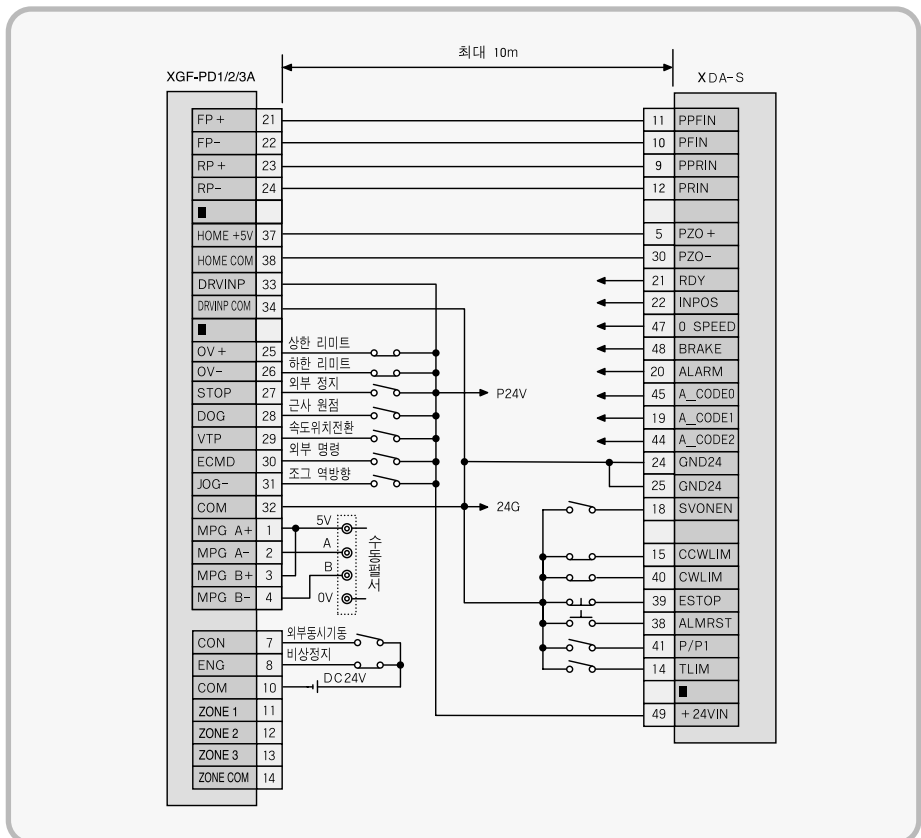 최대 10m
XGF-PD1/2/3A
XDA-S
FP + 21
FP- 22
RP + 23
RP- 24
HOME +5V 37
HOME COM 38
DRVINP 33
DRVINP COM 34
OV + 25 상한 리미트
OV- 26 하한 리미트
STOP 27 외부 정지
DOG 28 근사 원점
VTP 29 속도위치전환
ECMD 30 외부 명령
JOG- 31 조그 역방향
COM 32
P24V
24G
MPG A+ 1 5V
MPG A- 2 A
MPG B+ 3 B
MPG B- 4 0V
수동펄서
CON 7 외부동시기동
ENG 8 비상정지
COM 10 DC24V
ZONE 1 11
ZONE 2 12
ZONE 3 13
ZONE COM 14
11 PPFIN
10 PFIN
9 PPRIN
12 PRIN
5 PZO +
30 PZO-
21 RDY
22 INPOS
47 0 SPEED
48 BRAKE
20 ALARM
45 A_CODE0
19 A_CODE1
44 A_CODE2
24 GND24
25 GND24
18 SVONEN
15 CCWLIM
40 CWLIM
39 ESTOP
38 ALMRST
41 P/P1
14 TLIM
49 +24VIN